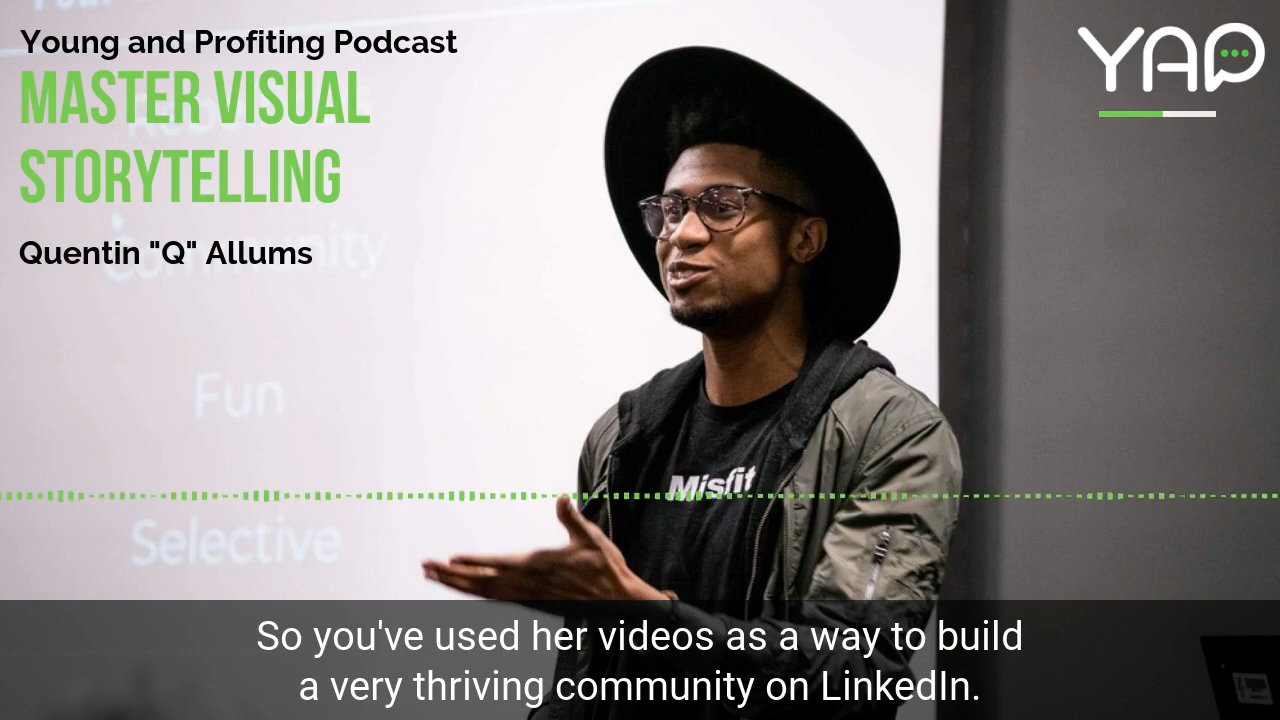 Young and Profiting Podcast
YAP
MASTER VISUAL
STORYTELLING
Quentin "Q" Allums
Fun
Misfit
Selective
So you've used her videos as a way to build
a very thriving community on LinkedIn.